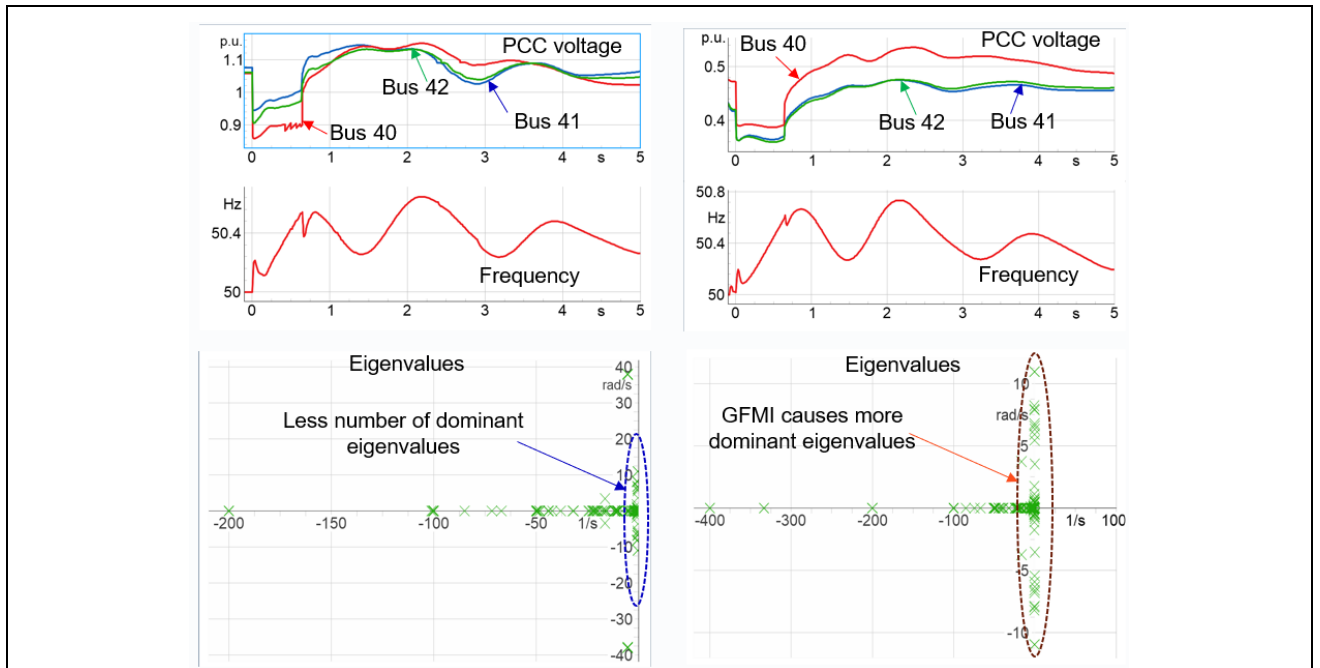 p.u.
PCC voltage
1.1
1
Bus 42
Bus 41
0.9
Bus 40
0 1 2 3 4 s 5
Hz
50.4
Frequency
50
0 1 2 3 4 s 5
p.u.
Bus 40
PCC voltage
0.5
Bus 42
Bus 41
0.4
0 1 2 3 4 s 5
50.8
Hz
50.4
Frequency
50
0 1 2 3 4 s 5
Eigenvalues
40
rad/s
30
Less number of dominant
eigenvalues
20
10
0
-200 -150 -100 -50 1/s
-10
-20
-30
-40
Eigenvalues
10
GFMI causes more
dominant eigenvalues
rad/s
5
0
-400 -300 -200 -100 1/s 100
-5
-10